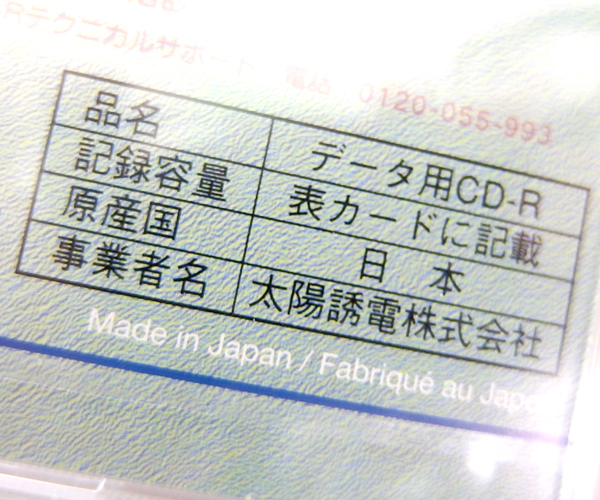 Rテクニカルサポート 電話 0120-055-993
品名 データ用CD-R
記録容量 表カードに記載
原産国 日 本
事業者名 太陽誘電株式会社
Made in Japan / Fabriqué au